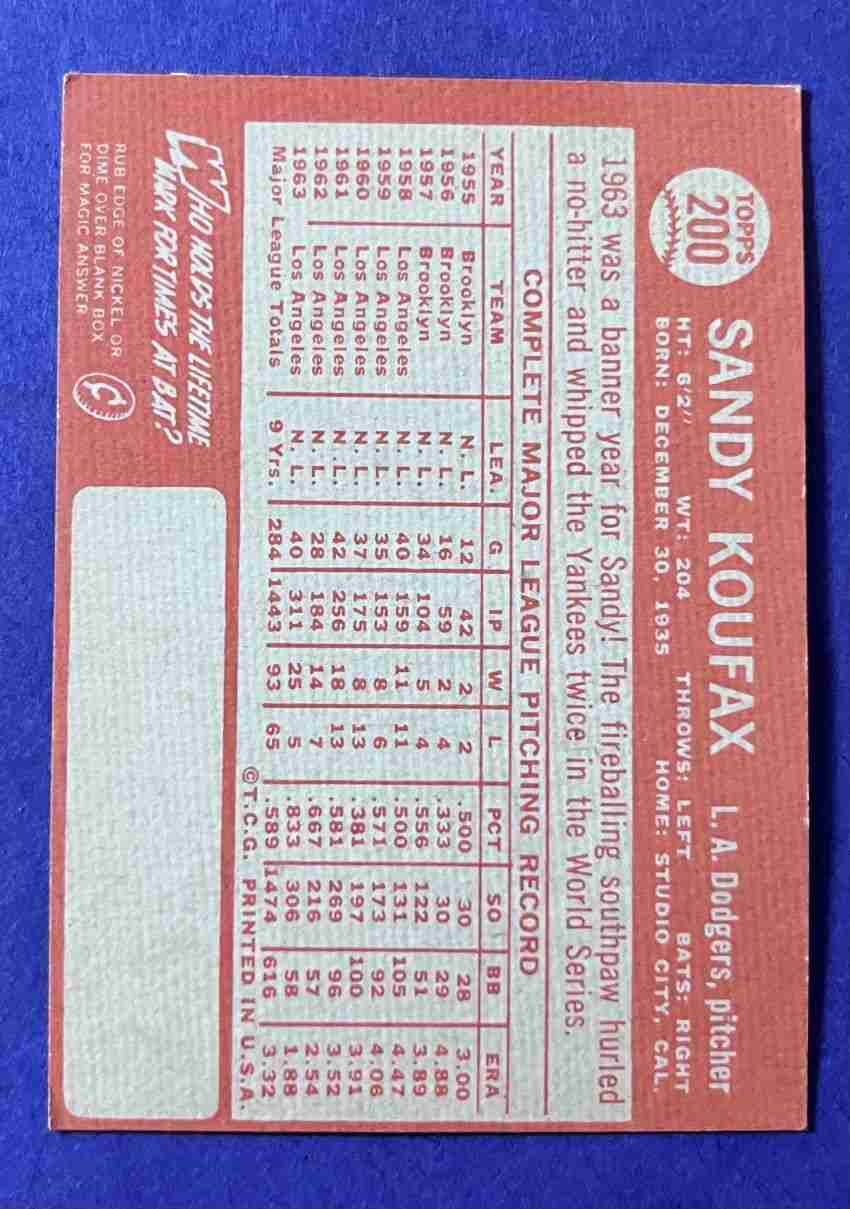 TOPPS
200
SANDY KOUFAX L. A. Dodgers, pitcher
HT: 6'2" WT: 204 THROWS: LEFT BATS: RIGHT
BORN: DECEMBER 30, 1935 HOME: STUDIO CITY, CAL.
1963 was a banner year for Sandy! The fireballing southpaw hurled
a no-hitter and whipped the Yankees twice in the World Series.
COMPLETE MAJOR LEAGUE PITCHING RECORD
YEAR TEAM LEA. G IP W L PCT SO BB ERA
1955 Brooklyn N. L. 12 42 2 2 .500 30 28 3.00
1956 Brooklyn N. L. 16 59 2 4 .333 30 29 4.88
1957 Brooklyn N. L. 34 104 5 4 .556 122 51 3.89
1958 Los Angeles N. L. 40 159 11 11 .500 131 105 4.47
1959 Los Angeles N. L. 35 153 8 6 .571 173 92 4.06
1960 Los Angeles N. L. 37 175 8 13 .381 197 100 3.91
1961 Los Angeles N. L. 42 256 18 13 .581 269 96 3.52
1962 Los Angeles N. L. 28 184 14 7 .667 216 57 2.54
1963 Los Angeles N. L. 40 311 25 5 .833 306 58 1.88
Major League Totals 9 Yrs. 284 1443 93 65 .589 1474 616 3.32
©T.C.G. PRINTED IN U.S.A.
WHO HOLDS THE LIFETIME
MARK FOR TIMES AT BAT?
RUB EDGE OF NICKEL OR
DIME OVER BLANK BOX
FOR MAGIC ANSWER